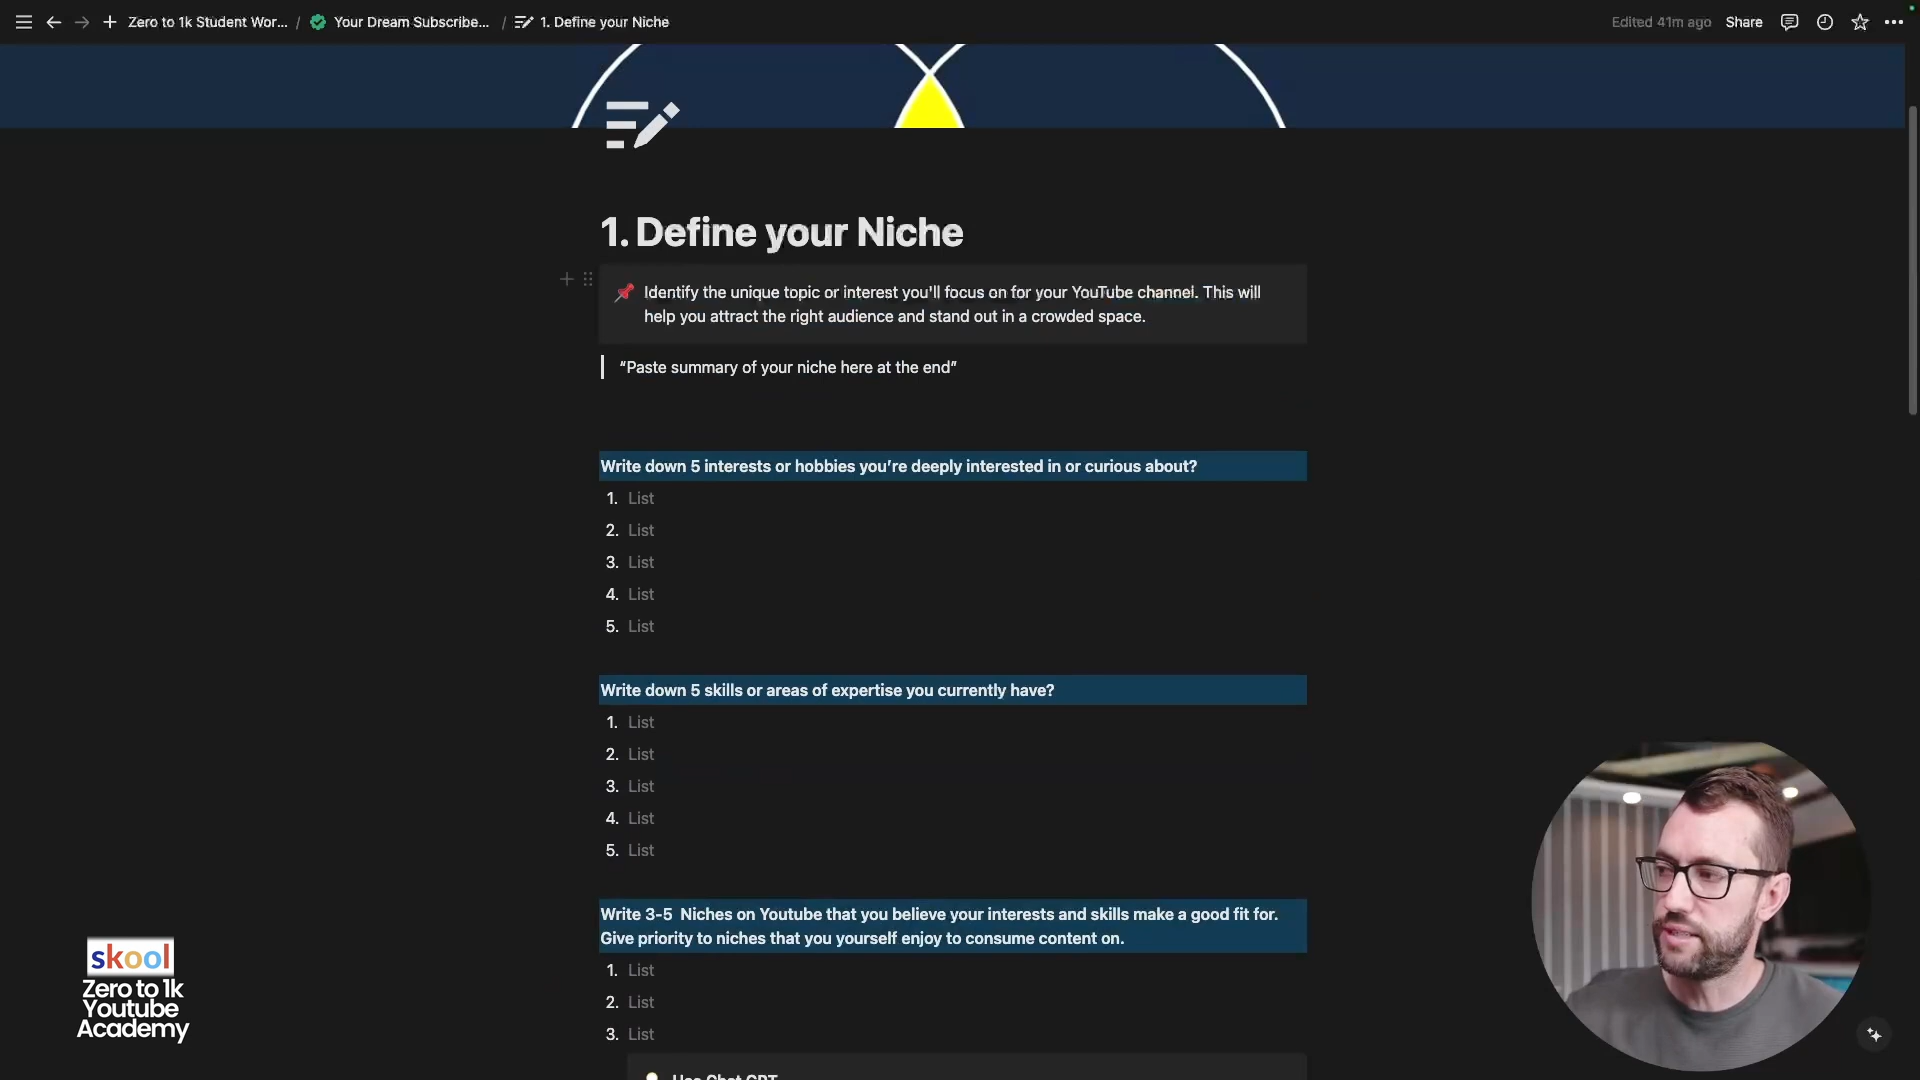 Zero to 1k Student Wor... / Your Dream Subscribe... / 1. Define your Niche
Edited 41m ago Share
1. Define your Niche
Identify the unique topic or interest you'll focus on for your YouTube channel. This will
help you attract the right audience and stand out in a crowded space.
“Paste summary of your niche here at the end”
Write down 5 interests or hobbies you’re deeply interested in or curious about?
1. List
2. List
3. List
4. List
5. List
Write down 5 skills or areas of expertise you currently have?
1. List
2. List
3. List
4. List
5. List
Write 3-5 Niches on Youtube that you believe your interests and skills make a good fit for.
Give priority to niches that you yourself enjoy to consume content on.
1. List
2. List
3. List
Use Chat GPT
skool
Zero to 1k
Youtube
Academy